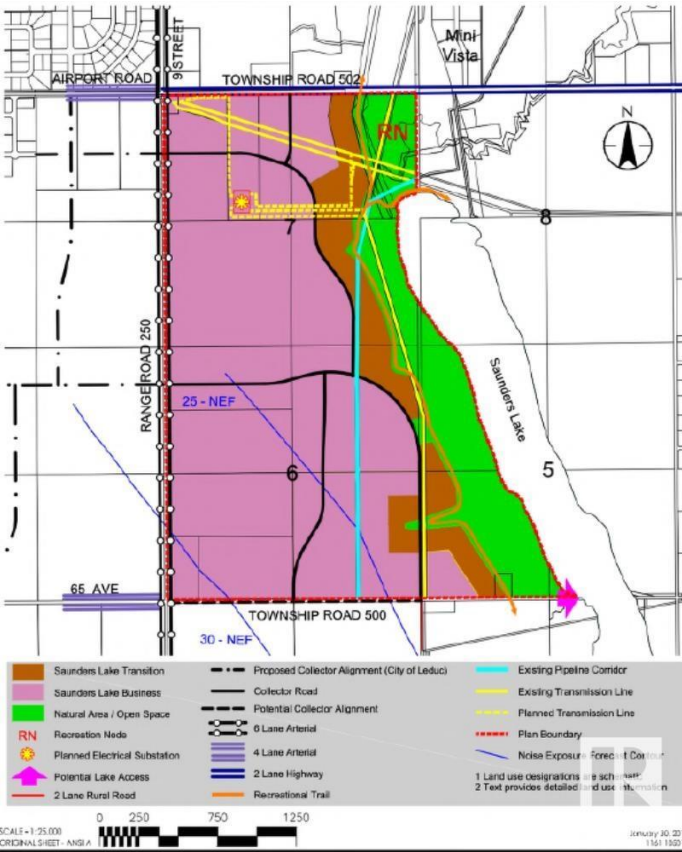 Mini
Vista
9 STREET
AIRPORT ROAD
TOWNSHIP ROAD 502
RN
N
7
8
RANGE ROAD 250
25 - NEF
Saunders Lake
6
5
65 AVE
TOWNSHIP ROAD 500
30 - NEF
Saunders Lake Transition
Saunders Lake Business
Natural Area / Open Space
RN Recreation Node
Planned Electrical Substation
Potential Lake Access
2 Lane Rural Road
Proposed Collector Alignment (City of Leduc)
Collector Road
Potential Collector Alignment
6 Lane Arterial
4 Lane Arterial
2 Lane Highway
Recreational Trail
Existing Pipeline Corridor
Existing Transmission Line
Planned Transmission Line
Plan Boundary
Noise Exposure Forecast Contour
1 Land use designations are schematic
2 Text provides detailed land use information
SCALE = 1:25,000
ORIGINAL SHEET - ANSI A
0 250 750 1250
January 30, 20
1161 1050